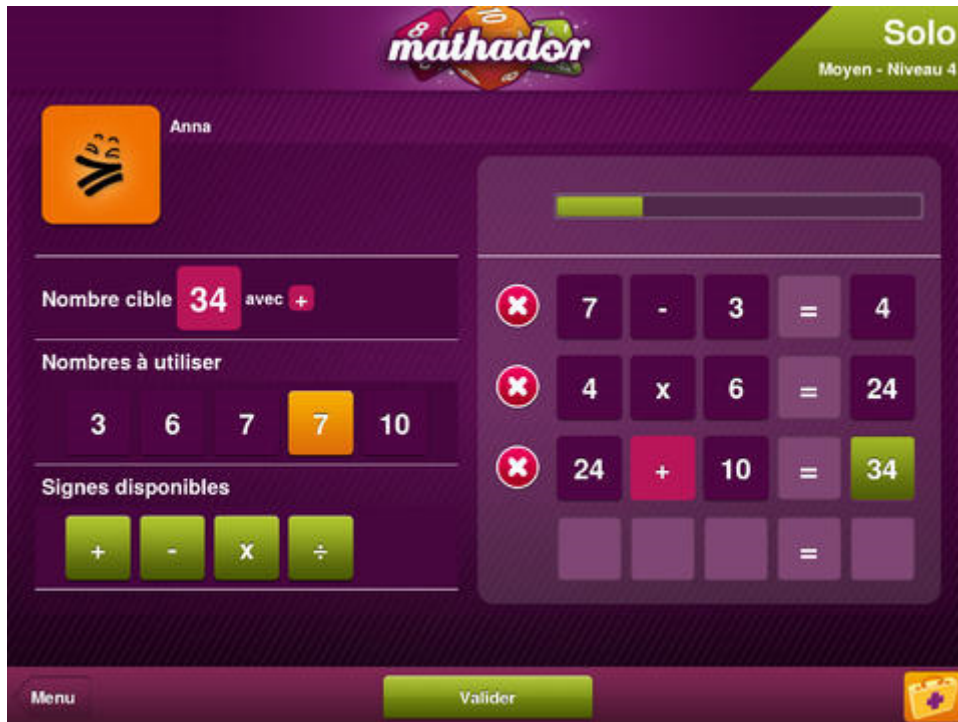 mathador
Solo
Moyen - Niveau 4
Anna
Nombre cible 34 avec +
Nombres à utiliser
3 6 7 7 10
Signes disponibles
+ - x ÷
7 - 3 = 4
4 x 6 = 24
24 + 10 = 34
=
Menu
Valider